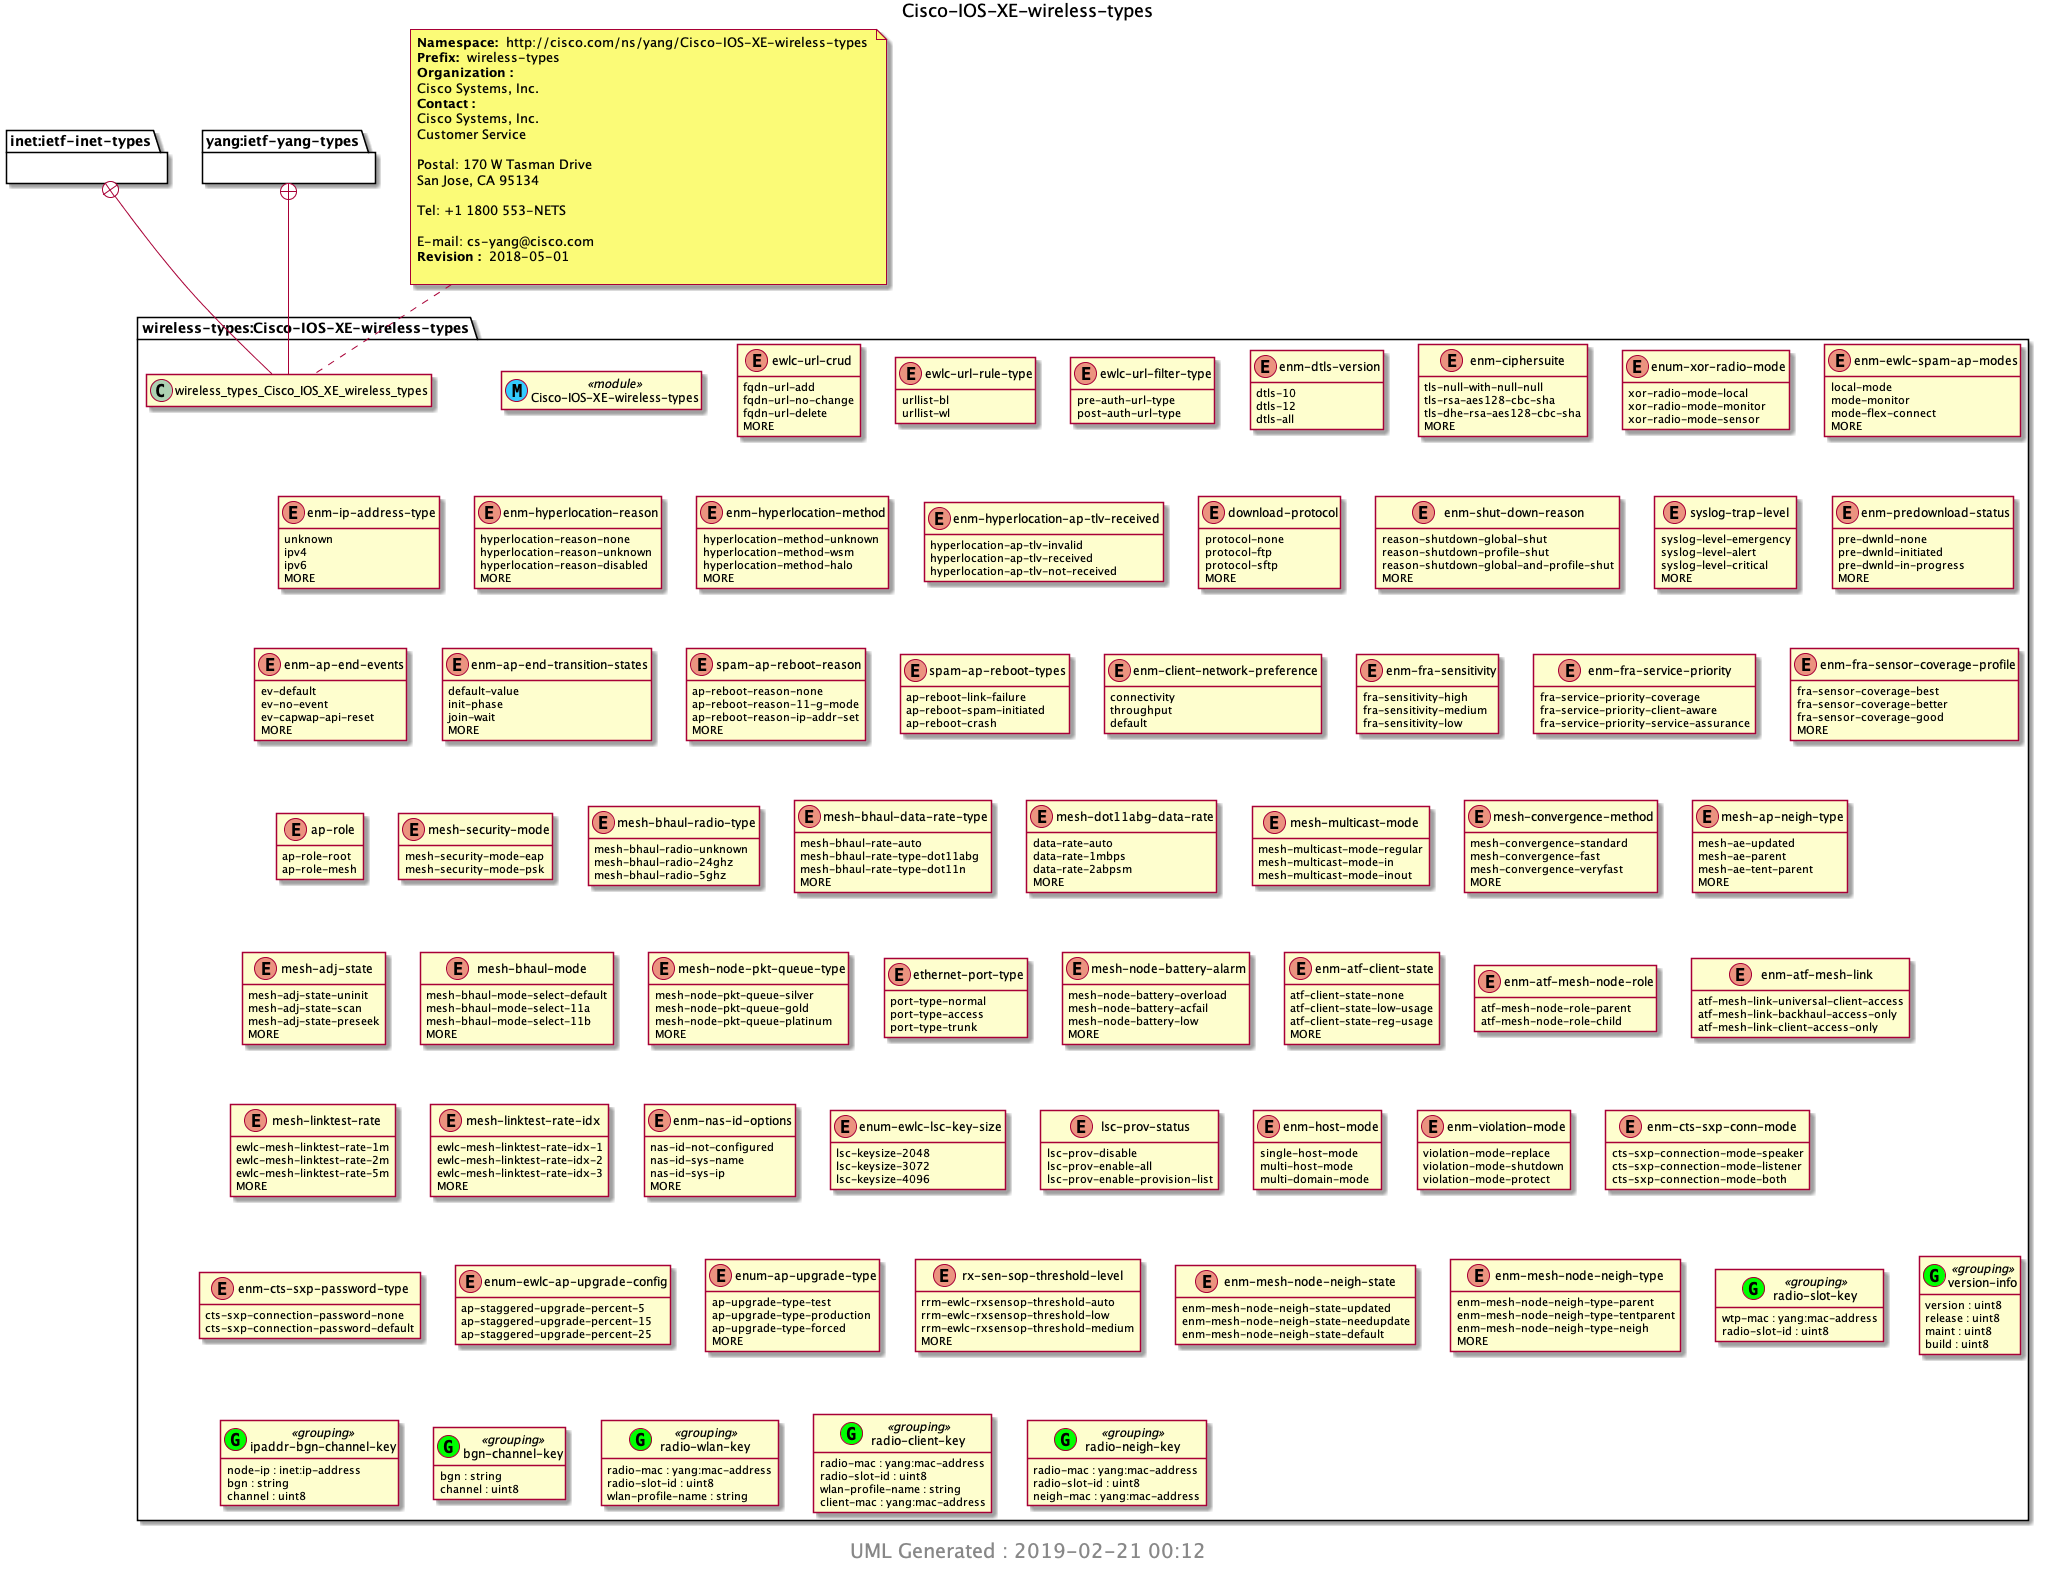 Cisco-IOS-XE-wireless-types
Namespace: http://cisco.com/ns/yang/Cisco-IOS-XE-wireless-types
Prefix: wireless-types
Organization :
Cisco Systems, Inc.
Contact :
Cisco Systems, Inc.
Customer Service
Postal: 170 W Tasman Drive
San Jose, CA 95134
Tel: +1 1800 553-NETS
E-mail: cs-yang@cisco.com
Revision : 2018-05-01
inet:ietf-inet-types
yang:ietf-yang-types
wireless-types:Cisco-IOS-XE-wireless-types
C wireless_types_Cisco_IOS_XE_wireless_types
M «module»
Cisco-IOS-XE-wireless-types
E ewlc-url-crud
fqdn-url-add
fqdn-url-no-change
fqdn-url-delete
MORE
E ewlc-url-rule-type
urllist-bl
urllist-wl
E ewlc-url-filter-type
pre-auth-url-type
post-auth-url-type
E enm-dtls-version
dtls-10
dtls-12
dtls-all
E enm-ciphersuite
tls-null-with-null-null
tls-rsa-aes128-cbc-sha
tls-dhe-rsa-aes128-cbc-sha
MORE
E enum-xor-radio-mode
xor-radio-mode-local
xor-radio-mode-monitor
xor-radio-mode-sensor
E enm-ewlc-spam-ap-modes
local-mode
mode-monitor
mode-flex-connect
MORE
E enm-ip-address-type
unknown
ipv4
ipv6
MORE
E enm-hyperlocation-reason
hyperlocation-reason-none
hyperlocation-reason-unknown
hyperlocation-reason-disabled
MORE
E enm-hyperlocation-method
hyperlocation-method-unknown
hyperlocation-method-wsm
hyperlocation-method-halo
MORE
E enm-hyperlocation-ap-tlv-received
hyperlocation-ap-tlv-invalid
hyperlocation-ap-tlv-received
hyperlocation-ap-tlv-not-received
E download-protocol
protocol-none
protocol-ftp
protocol-sftp
MORE
E enm-shut-down-reason
reason-shutdown-global-shut
reason-shutdown-profile-shut
reason-shutdown-global-and-profile-shut
MORE
E syslog-trap-level
syslog-level-emergency
syslog-level-alert
syslog-level-critical
MORE
E enm-predownload-status
pre-dwnld-none
pre-dwnld-initiated
pre-dwnld-in-progress
MORE
E enm-ap-end-events
ev-default
ev-no-event
ev-capwap-api-reset
MORE
E enm-ap-end-transition-states
default-value
init-phase
join-wait
MORE
E spam-ap-reboot-reason
ap-reboot-reason-none
ap-reboot-reason-11-g-mode
ap-reboot-reason-ip-addr-set
MORE
E spam-ap-reboot-types
ap-reboot-link-failure
ap-reboot-spam-initiated
ap-reboot-crash
E enm-client-network-preference
connectivity
throughput
default
E enm-fra-sensitivity
fra-sensitivity-high
fra-sensitivity-medium
fra-sensitivity-low
E enm-fra-service-priority
fra-service-priority-coverage
fra-service-priority-client-aware
fra-service-priority-service-assurance
E enm-fra-sensor-coverage-profile
fra-sensor-coverage-best
fra-sensor-coverage-better
fra-sensor-coverage-good
MORE
E ap-role
ap-role-root
ap-role-mesh
E mesh-security-mode
mesh-security-mode-eap
mesh-security-mode-psk
E mesh-bhaul-radio-type
mesh-bhaul-radio-unknown
mesh-bhaul-radio-24ghz
mesh-bhaul-radio-5ghz
E mesh-bhaul-data-rate-type
mesh-bhaul-rate-auto
mesh-bhaul-rate-type-dot11abg
mesh-bhaul-rate-type-dot11n
MORE
E mesh-dot11abg-data-rate
data-rate-auto
data-rate-1mbps
data-rate-2abpsm
MORE
E mesh-multicast-mode
mesh-multicast-mode-regular
mesh-multicast-mode-in
mesh-multicast-mode-inout
E mesh-convergence-method
mesh-convergence-standard
mesh-convergence-fast
mesh-convergence-veryfast
MORE
E mesh-ap-neigh-type
mesh-ae-updated
mesh-ae-parent
mesh-ae-tent-parent
MORE
E mesh-adj-state
mesh-adj-state-uninit
mesh-adj-state-scan
mesh-adj-state-preseek
MORE
E mesh-bhaul-mode
mesh-bhaul-mode-select-default
mesh-bhaul-mode-select-11a
mesh-bhaul-mode-select-11b
MORE
E mesh-node-pkt-queue-type
mesh-node-pkt-queue-silver
mesh-node-pkt-queue-gold
mesh-node-pkt-queue-platinum
MORE
E ethernet-port-type
port-type-normal
port-type-access
port-type-trunk
E mesh-node-battery-alarm
mesh-node-battery-overload
mesh-node-battery-acfail
mesh-node-battery-low
MORE
E enm-atf-client-state
atf-client-state-none
atf-client-state-low-usage
atf-client-state-reg-usage
MORE
E enm-atf-mesh-node-role
atf-mesh-node-role-parent
atf-mesh-node-role-child
E enm-atf-mesh-link
atf-mesh-link-universal-client-access
atf-mesh-link-backhaul-access-only
atf-mesh-link-client-access-only
E mesh-linktest-rate
ewlc-mesh-linktest-rate-1m
ewlc-mesh-linktest-rate-2m
ewlc-mesh-linktest-rate-5m
MORE
E mesh-linktest-rate-idx
ewlc-mesh-linktest-rate-idx-1
ewlc-mesh-linktest-rate-idx-2
ewlc-mesh-linktest-rate-idx-3
MORE
E enm-nas-id-options
nas-id-not-configured
nas-id-sys-name
nas-id-sys-ip
MORE
E enum-ewlc-lsc-key-size
lsc-keysize-2048
lsc-keysize-3072
lsc-keysize-4096
E lsc-prov-status
lsc-prov-disable
lsc-prov-enable-all
lsc-prov-enable-provision-list
E enm-host-mode
single-host-mode
multi-host-mode
multi-domain-mode
E enm-violation-mode
violation-mode-replace
violation-mode-shutdown
violation-mode-protect
E enm-cts-sxp-conn-mode
cts-sxp-connection-mode-speaker
cts-sxp-connection-mode-listener
cts-sxp-connection-mode-both
E enm-cts-sxp-password-type
cts-sxp-connection-password-none
cts-sxp-connection-password-default
E enum-ewlc-ap-upgrade-config
ap-staggered-upgrade-percent-5
ap-staggered-upgrade-percent-15
ap-staggered-upgrade-percent-25
E enum-ap-upgrade-type
ap-upgrade-type-test
ap-upgrade-type-production
ap-upgrade-type-forced
MORE
E rx-sen-sop-threshold-level
rrm-ewlc-rxsensop-threshold-auto
rrm-ewlc-rxsensop-threshold-low
rrm-ewlc-rxsensop-threshold-medium
MORE
E enm-mesh-node-neigh-state
enm-mesh-node-neigh-state-updated
enm-mesh-node-neigh-state-needupdate
enm-mesh-node-neigh-state-default
E enm-mesh-node-neigh-type
enm-mesh-node-neigh-type-parent
enm-mesh-node-neigh-type-tentparent
enm-mesh-node-neigh-type-neigh
MORE
G «grouping»
radio-slot-key
wtp-mac : yang:mac-address
radio-slot-id : uint8
G «grouping»
version-info
version : uint8
release : uint8
maint : uint8
build : uint8
G «grouping»
ipaddr-bgn-channel-key
node-ip : inet:ip-address
bgn : string
channel : uint8
G «grouping»
bgn-channel-key
bgn : string
channel : uint8
G «grouping»
radio-wlan-key
radio-mac : yang:mac-address
radio-slot-id : uint8
wlan-profile-name : string
G «grouping»
radio-client-key
radio-mac : yang:mac-address
radio-slot-id : uint8
wlan-profile-name : string
client-mac : yang:mac-address
G «grouping»
radio-neigh-key
radio-mac : yang:mac-address
radio-slot-id : uint8
neigh-mac : yang:mac-address
UML Generated : 2019-02-21 00:12